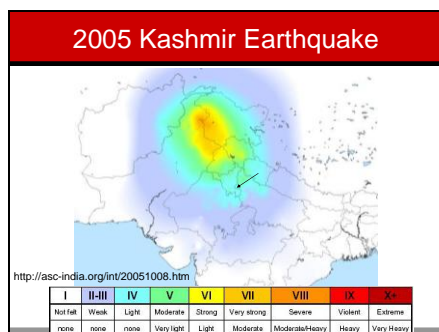 2005 Kashmir Earthquake
http://asc-india.org/int/20051008.htm
I II-III IV V VI VII VIII IX X+
Not felt Weak Light Moderate Strong Very strong Severe Violent Extreme
none none none Very light Light Moderate Moderate/Heavy Heavy Very Heavy